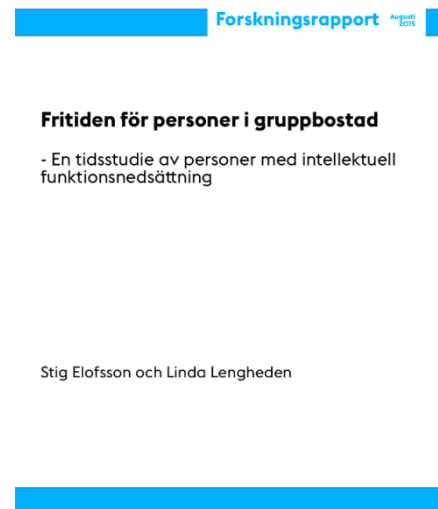 Forskningsrapport Augusti 2015
Fritiden för personer i gruppbostad
- En tidsstudie av personer med intellektuell
funktionsnedsättning
Stig Elofsson och Linda Lengheden